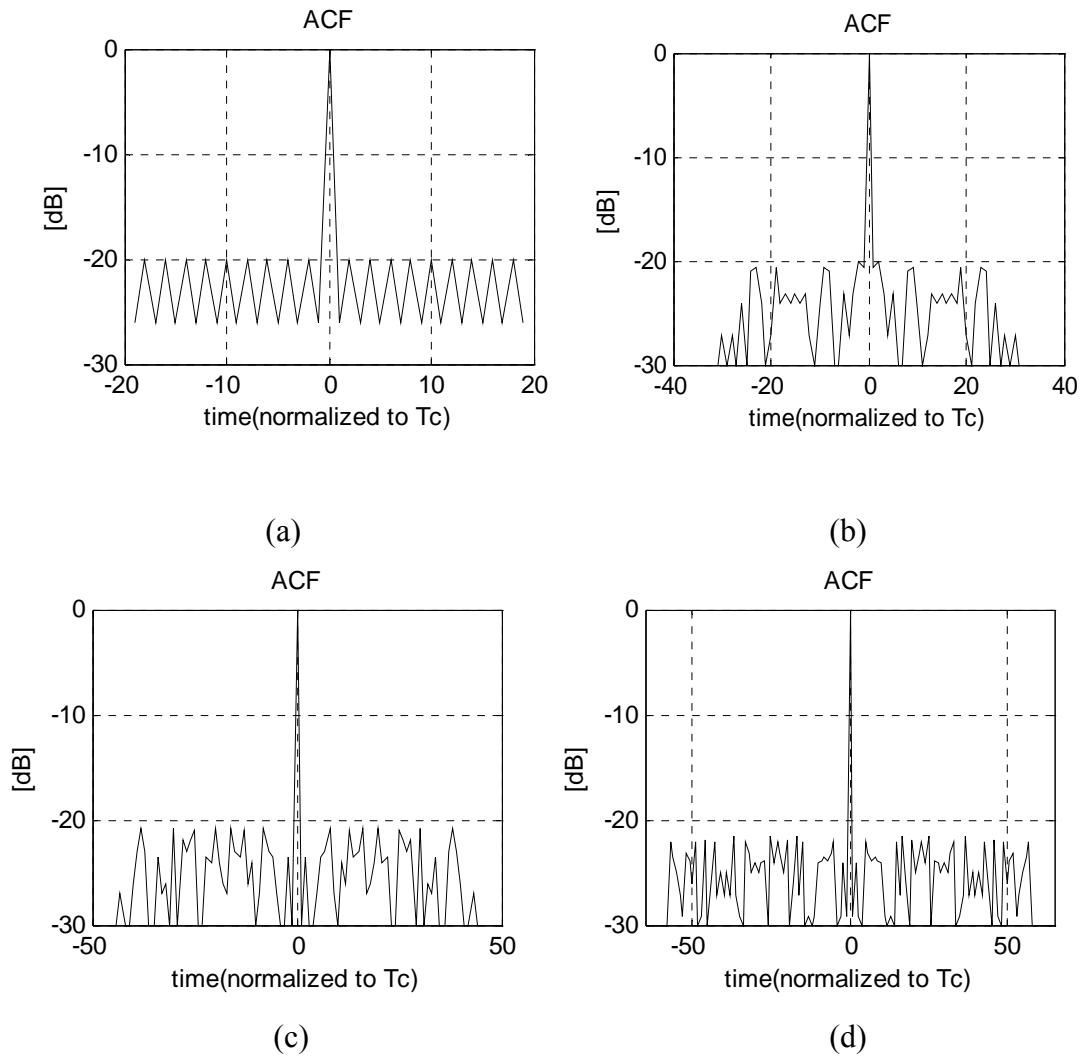 ACF
0
-10
-20
-30
[dB]
-20 -10 0 10 20
time(normalized to Tc)
(a)
ACF
0
-10
-20
-30
[dB]
-40 -20 0 20 40
time(normalized to Tc)
(b)
ACF
0
-10
-20
-30
[dB]
-50 0 50
time(normalized to Tc)
(c)
ACF
0
-10
-20
-30
[dB]
-50 0 50
time(normalized to Tc)
(d)